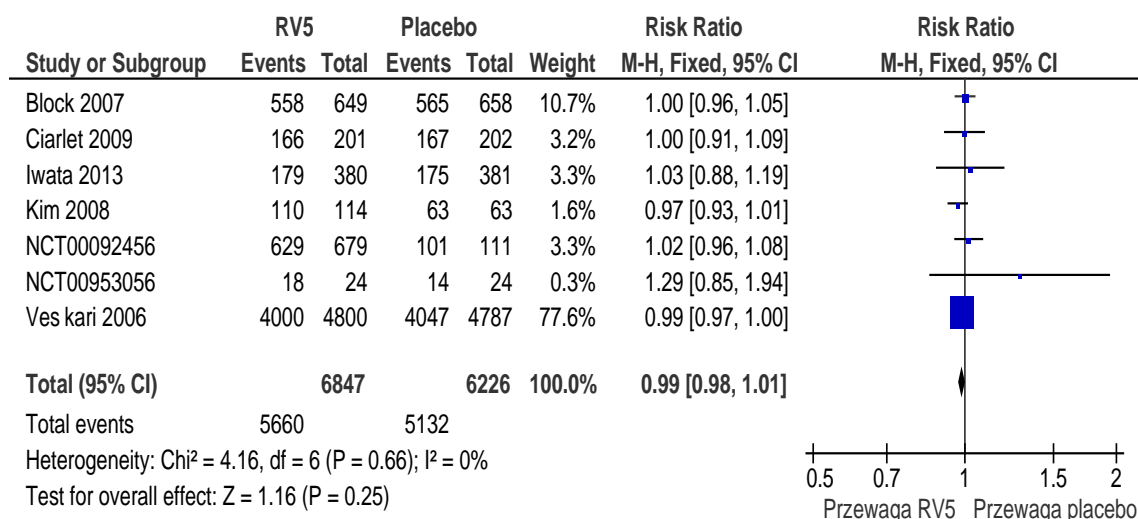 RV5 Placebo Risk Ratio Risk Ratio
Study or Subgroup Events Total Events Total Weight M-H, Fixed, 95% CI M-H, Fixed, 95% CI
Block 2007 558 649 565 658 10.7% 1.00 [0.96, 1.05]
Ciarlet 2009 166 201 167 202 3.2% 1.00 [0.91, 1.09]
Iwata 2013 179 380 175 381 3.3% 1.03 [0.88, 1.19]
Kim 2008 110 114 63 63 1.6% 0.97 [0.93, 1.01]
NCT00092456 629 679 101 111 3.3% 1.02 [0.96, 1.08]
NCT00953056 18 24 14 24 0.3% 1.29 [0.85, 1.94]
Ves kari 2006 4000 4800 4047 4787 77.6% 0.99 [0.97, 1.00]
Total (95% CI) 6847 6226 100.0% 0.99 [0.98, 1.01]
Total events 5660 5132
Heterogeneity: Chi² = 4.16, df = 6 (P = 0.66); I² = 0%
Test for overall effect: Z = 1.16 (P = 0.25)
0.5 0.7 1 1.5 2
Przewaga RV5 Przewaga placebo